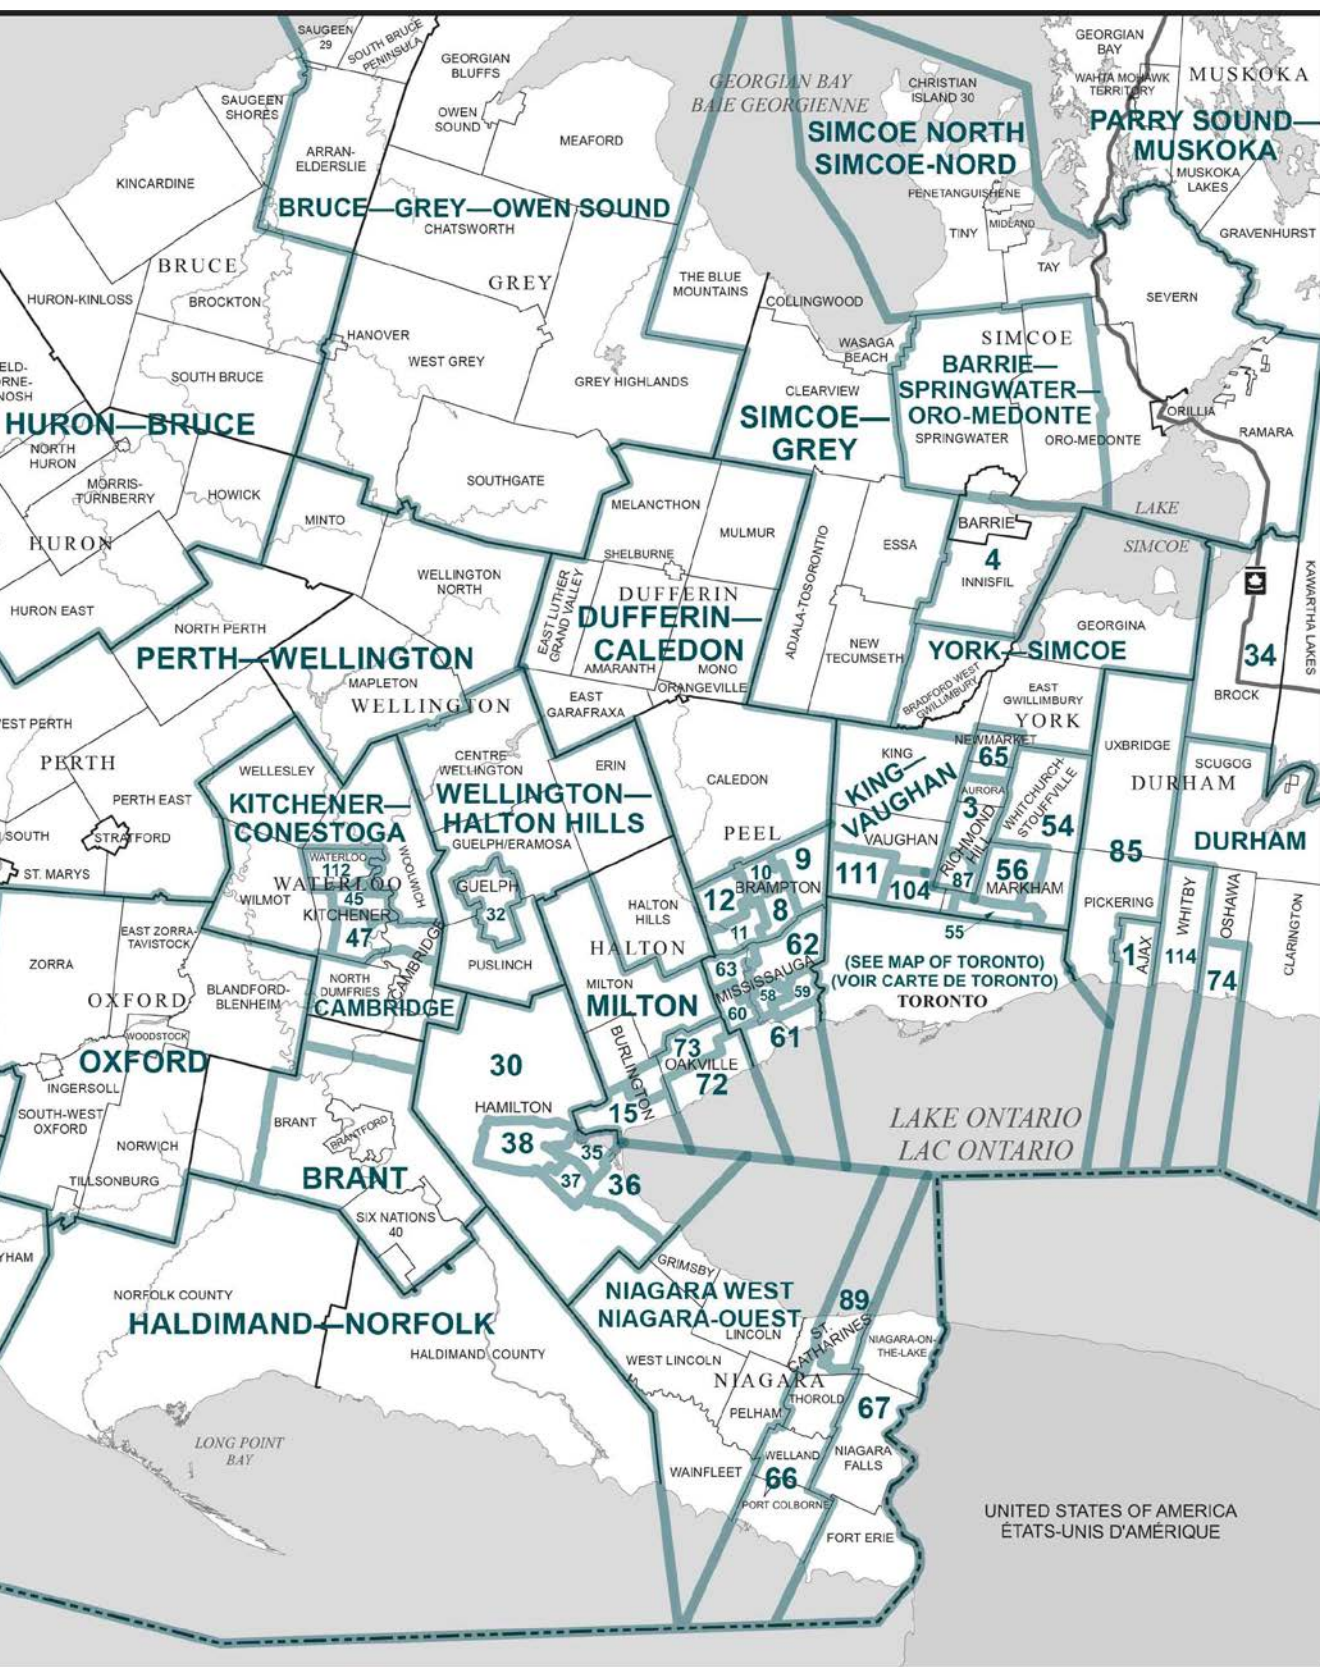 SAUGEEN
29
SOUTH BRUCE
PENINSULA
GEORGIAN
BLUFFS
OWEN
SOUND
MEAFORD
SAUGEEN
SHORES
ARRAN-
ELDERSLIE
KINCARDINE
BRUCE—GREY—OWEN SOUND
CHATSWORTH
GEORGIAN BAY
BAIE GEORGIENNE
CHRISTIAN
ISLAND 30
SIMCOE NORTH
SIMCOE-NORD
PENETANGUISHENE
MIDLAND
TINY
TAY
GEORGIAN
BAY
MUSKOKA
WAHTA MOHAWK
TERRITORY
PARRY SOUND—
MUSKOKA
MUSKOKA
LAKES
GRAVENHURST
SEVERN
BRUCE
HURON-KINLOSS
BROCKTON
GREY
HANOVER
WEST GREY
SOUTH BRUCE
GREY HIGHLANDS
THE BLUE
MOUNTAINS
COLLINGWOOD
WASAGA
BEACH
CLEARVIEW
SIMCOE—
GREY
SIMCOE
BARRIE—
SPRINGWATER—
ORO-MEDONTE
SPRINGWATER
ORO-MEDONTE
ORILLIA
RAMARA
ELD-
RNE-
NOSH
HURON—BRUCE
NORTH
HURON
MORRIS-
TURNBERRY
HOWICK
HURON
HURON EAST
MINTO
SOUTHGATE
MELANCTHON
MULMUR
SHELBURNE
DUFFERIN
DUFFERIN—
CALEDON
EAST LUTHER
GRAND VALLEY
AMARANTH
MONO
ORANGEVILLE
EAST
GARAFRAXA
ADJALA-TOSORONTIO
ESSA
NEW
TECUMSETH
BARRIE
4
INNISFIL
LAKE
SIMCOE
GEORGINA
YORK—SIMCOE
BRADFORD WEST
GWILLIMBURY
EAST
GWILLIMBURY
YORK
34
BROCK
KAWARTHA LAKES
WELLINGTON
NORTH
NORTH PERTH
PERTH—WELLINGTON
MAPLETON
WELLINGTON
WEST PERTH
PERTH
PERTH EAST
SOUTH
STRATFORD
ST. MARYS
WELLESLEY
KITCHENER—
CONESTOGA
WATERLOO
112
WATERLOO
45
KITCHENER
47
WOOLWICH
WILMOT
CENTRE
WELLINGTON
ERIN
WELLINGTON—
HALTON HILLS
GUELPH/ERAMOSA
GUELPH
32
PUSLINCH
CALEDON
PEEL
9
10
BRAMPTON
12
8
11
62
63
MISSISSAUGA
58
59
60
61
HALTON
HILLS
HALTON
MILTON
MILTON
KING
KING—
VAUGHAN
VAUGHAN
111
104
NEWMARKET
65
AURORA
3
RICHMOND
HILL
87
WHITCHURCH-
STOUFFVILLE
54
56
MARKHAM
55
(SEE MAP OF TORONTO)
(VOIR CARTE DE TORONTO)
TORONTO
UXBRIDGE
SCUGOG
DURHAM
DURHAM
85
PICKERING
1
AJAX
WHITBY
114
OSHAWA
74
CLARINGTON
EAST ZORRA-
TAVISTOCK
ZORRA
OXFORD
BLANDFORD-
BLENHEIM
WOODSTOCK
OXFORD
INGERSOLL
SOUTH-WEST
OXFORD
NORWICH
TILLSONBURG
NORTH
DUMFRIES
CAMBRIDGE
CAMBRIDGE
BRANT
BRANTFORD
BRANT
SIX NATIONS
40
30
HAMILTON
38
35
37
36
BURLINGTON
15
73
OAKVILLE
72
LAKE ONTARIO
LAC ONTARIO
YHAM
NORFOLK COUNTY
HALDIMAND—NORFOLK
HALDIMAND COUNTY
LONG POINT
BAY
GRIMSBY
NIAGARA WEST
NIAGARA-OUEST
LINCOLN
WEST LINCOLN
NIAGARA
89
ST.
CATHARINES
NIAGARA-ON-
THE-LAKE
THOROLD
PELHAM
67
WELLAND
66
WAINFLEET
PORT COLBORNE
NIAGARA
FALLS
FORT ERIE
UNITED STATES OF AMERICA
ÉTATS-UNIS D'AMÉRIQUE